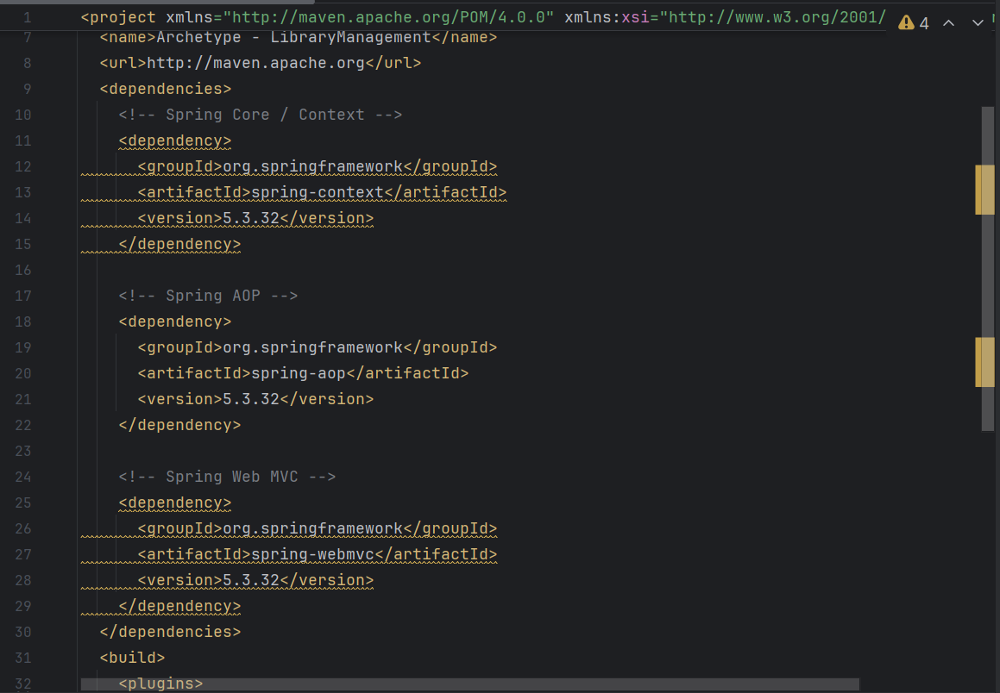 1 <project xmlns="http://maven.apache.org/POM/4.0.0" xmlns:xsi="http://www.w3.org/2001/ 4
7 <name>Archetype - LibraryManagement</name>
8 <url>http://maven.apache.org</url>
9 <dependencies>
10 <!-- Spring Core / Context -->
11 <dependency>
12 <groupId>org.springframework</groupId>
13 <artifactId>spring-context</artifactId>
14 <version>5.3.32</version>
15 </dependency>
16
17 <!-- Spring AOP -->
18 <dependency>
19 <groupId>org.springframework</groupId>
20 <artifactId>spring-aop</artifactId>
21 <version>5.3.32</version>
22 </dependency>
23
24 <!-- Spring Web MVC -->
25 <dependency>
26 <groupId>org.springframework</groupId>
27 <artifactId>spring-webmvc</artifactId>
28 <version>5.3.32</version>
29 </dependency>
30 </dependencies>
31 <build>
32 <plugins>